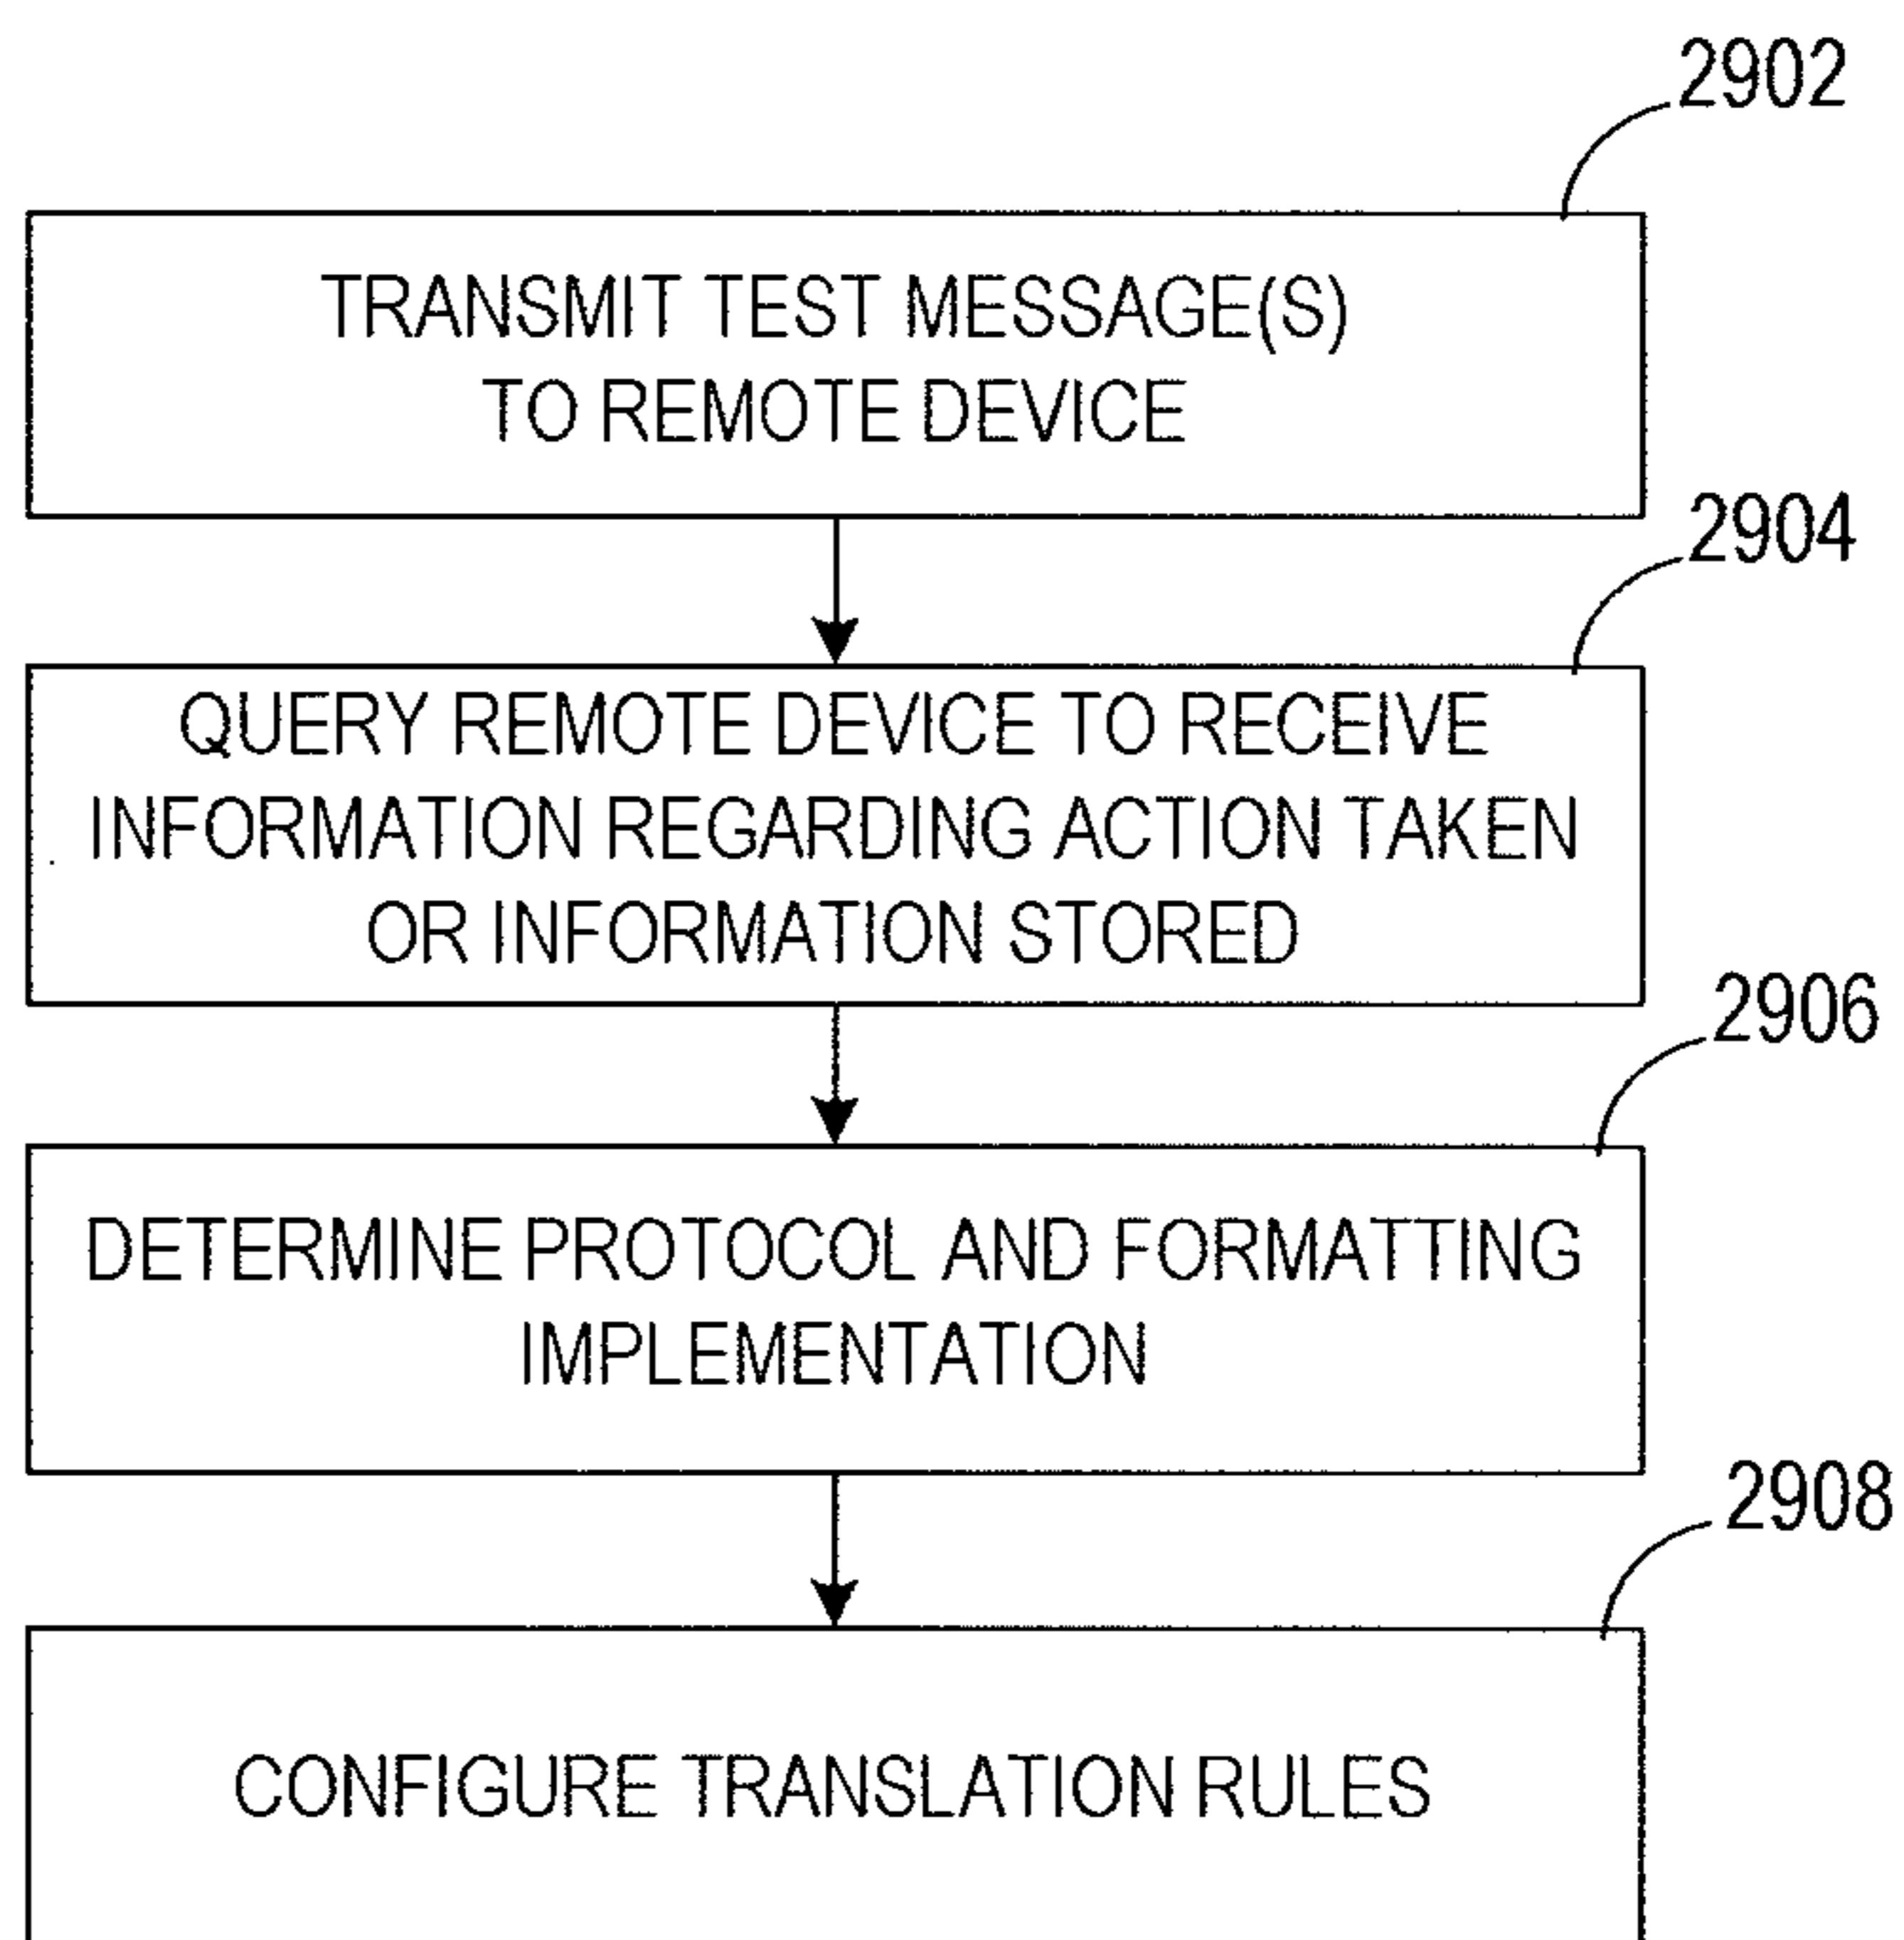 2902
TRANSMIT TEST MESSAGE(S)
TO REMOTE DEVICE
2904
QUERY REMOTE DEVICE TO RECEIVE
INFORMATION REGARDING ACTION TAKEN
OR INFORMATION STORED
2906
DETERMINE PROTOCOL AND FORMATTING
IMPLEMENTATION
2908
CONFIGURE TRANSLATION RULES